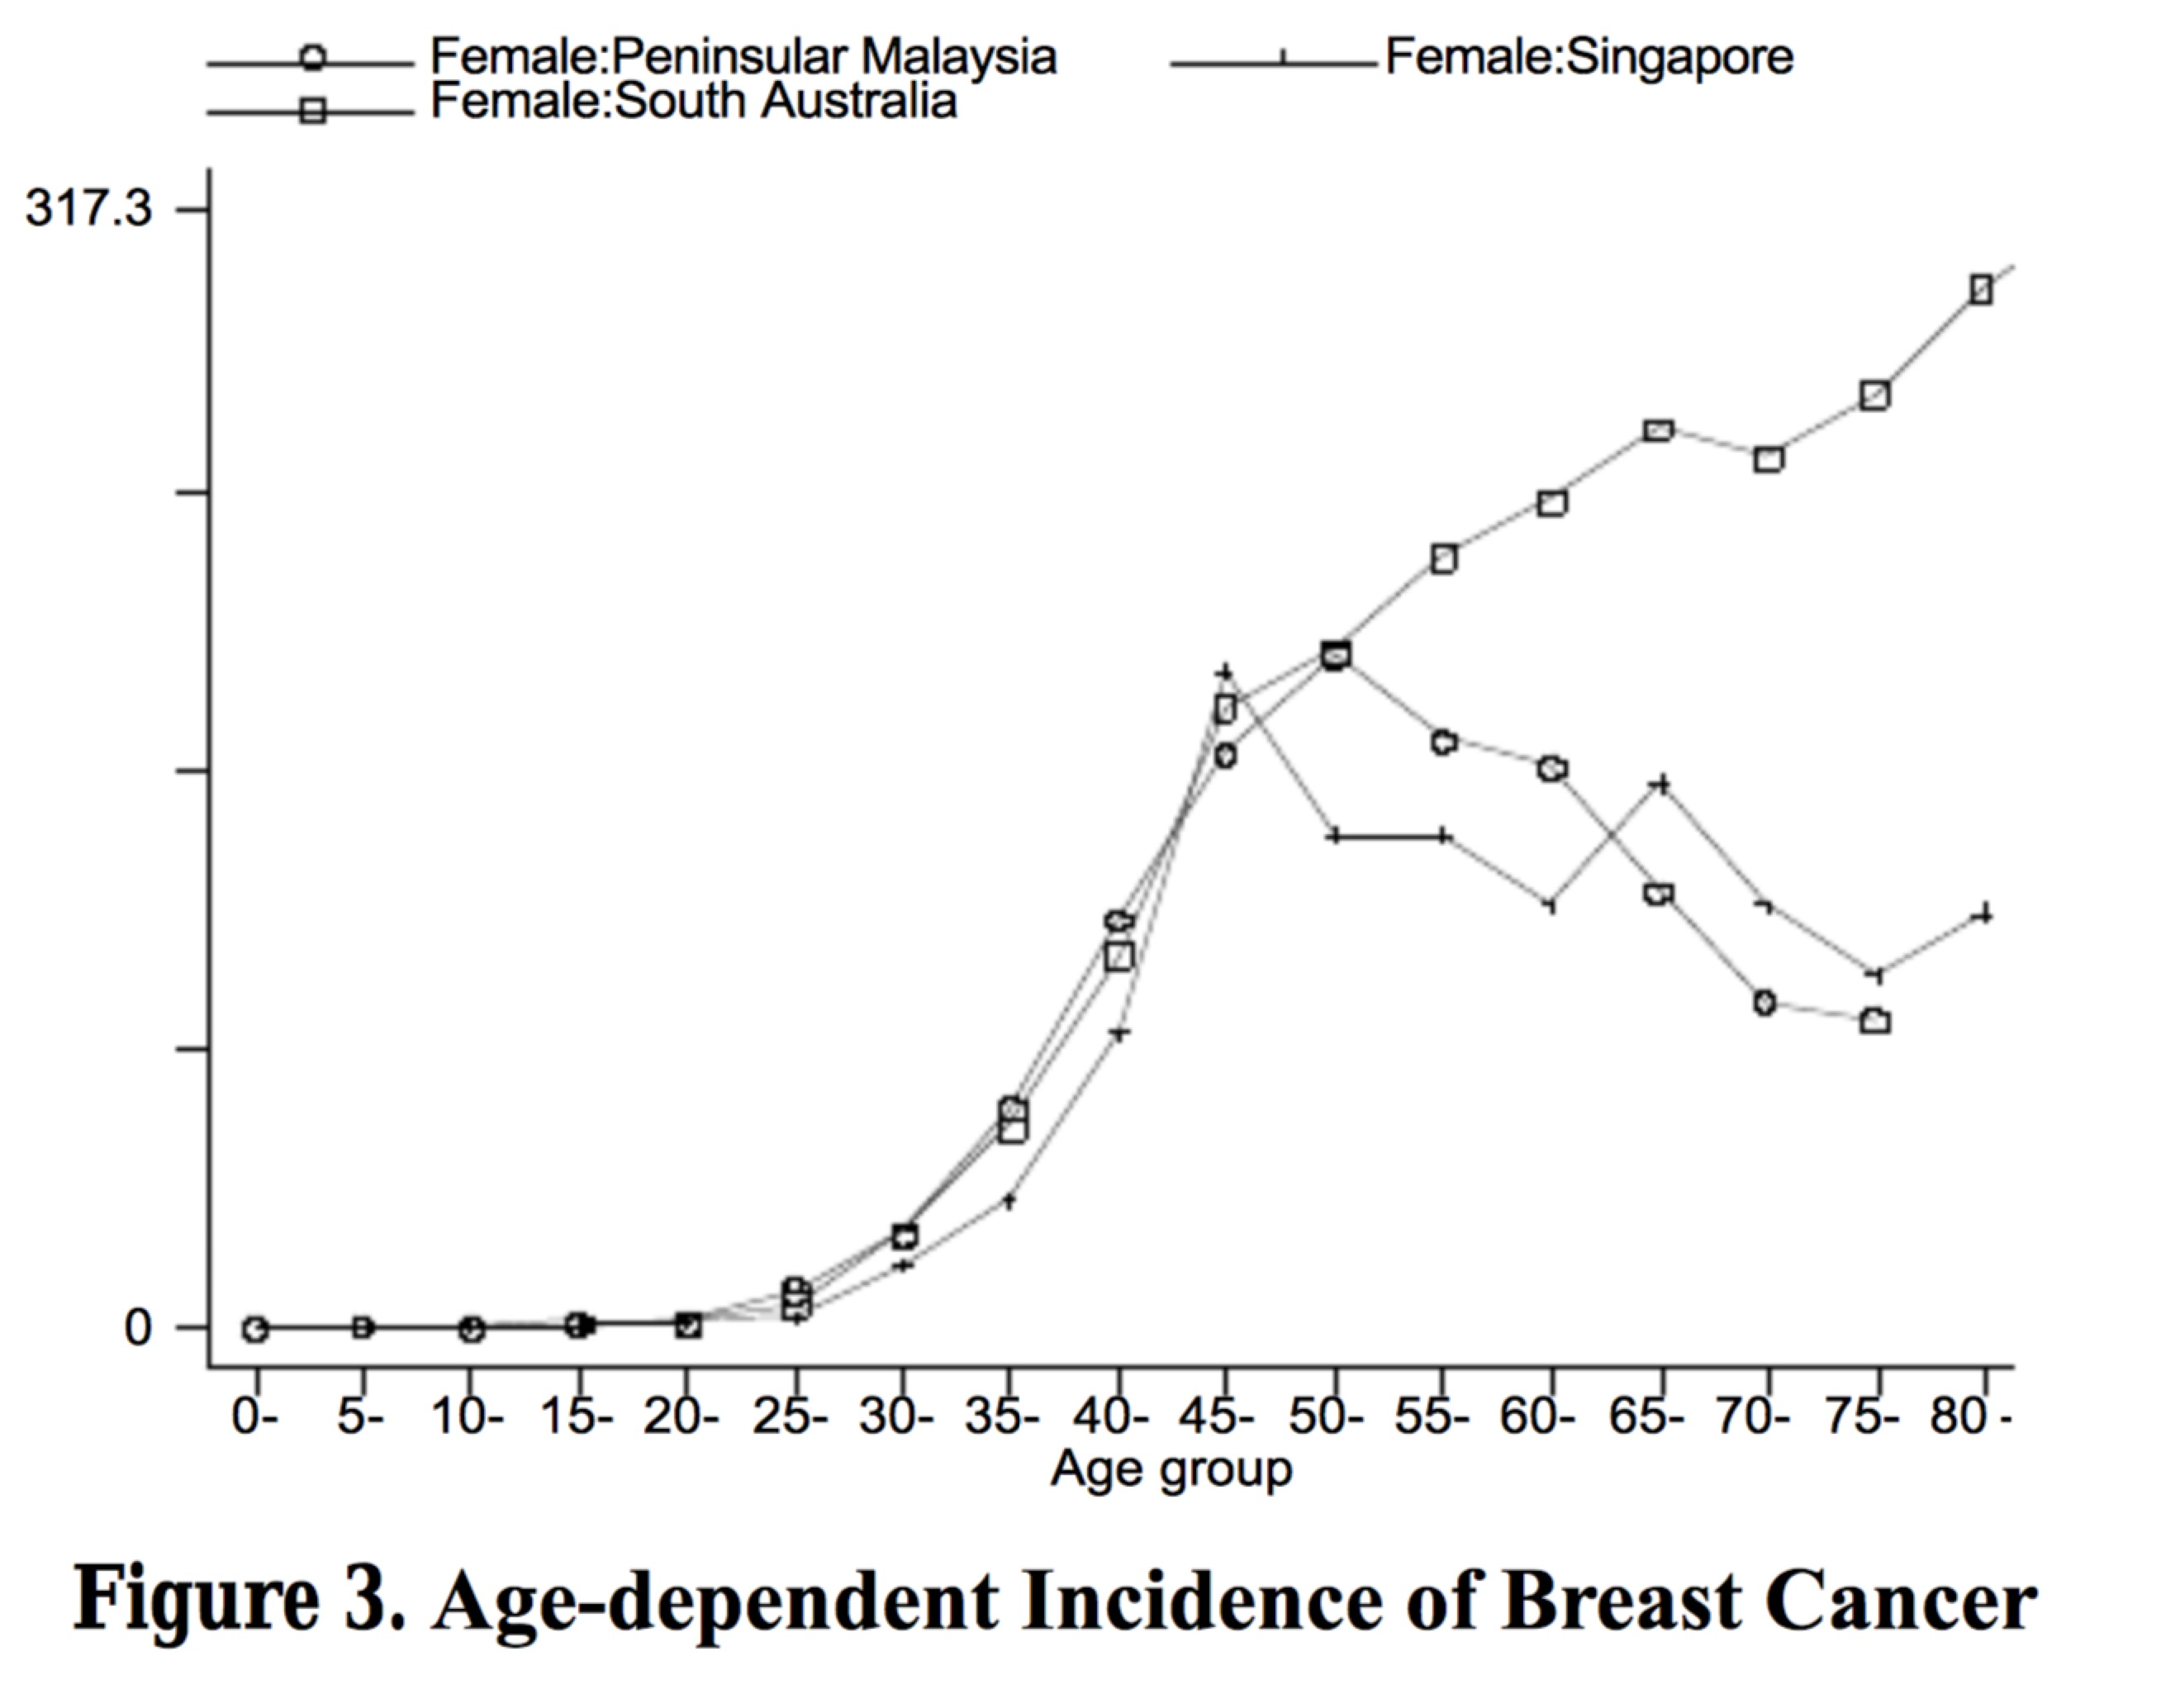 Female:Peninsular Malaysia
Female:Singapore
Female:South Australia
317.3
0
0- 5- 10- 15- 20- 25- 30- 35- 40- 45- 50- 55- 60- 65- 70- 75- 80 -
Age group
Figure 3. Age-dependent Incidence of Breast Cancer